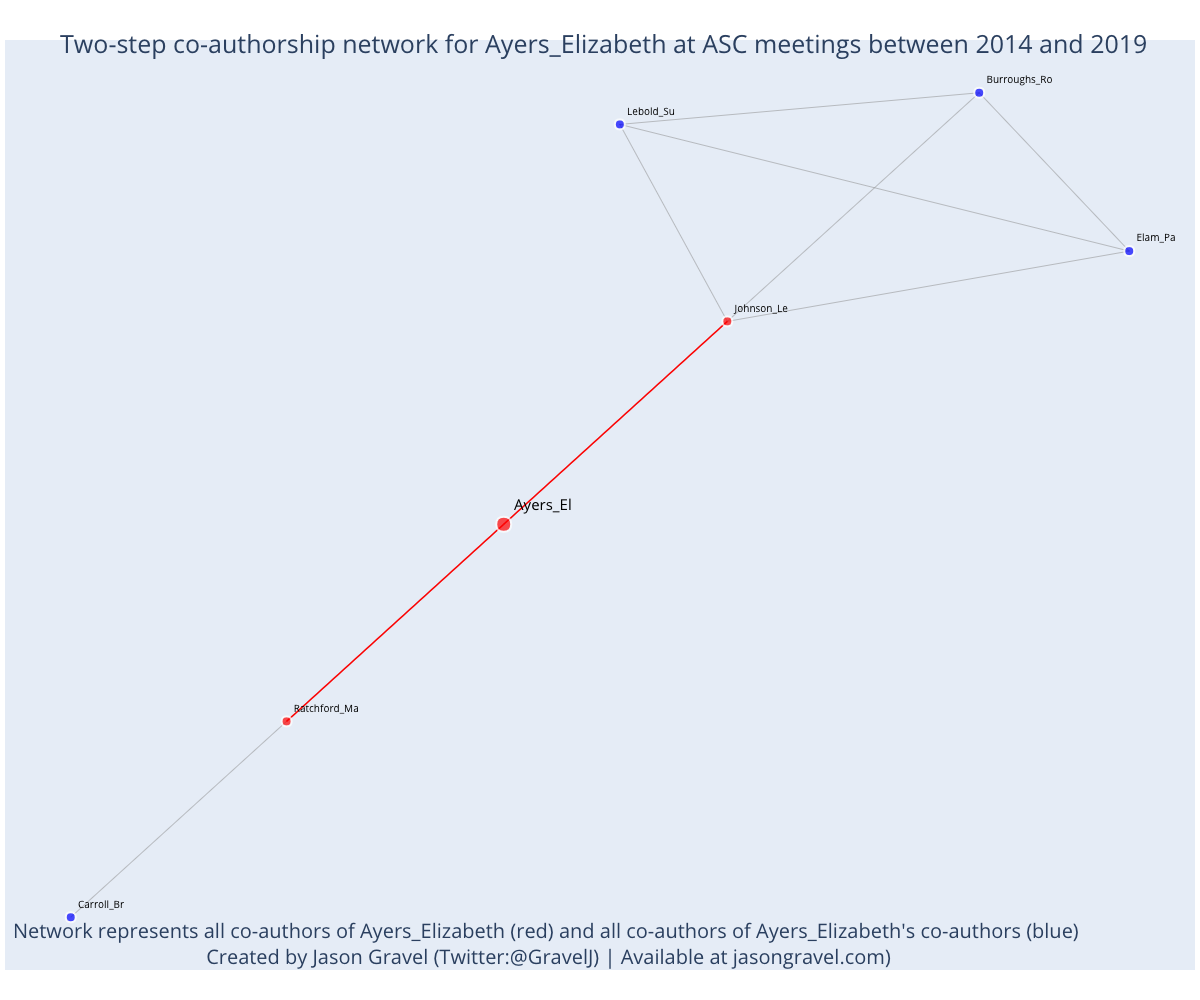 Two-step co-authorship network for Ayers_Elizabeth at ASC meetings between 2014 and 2019
Burroughs_Ro
Lebold_Su
Elam_Pa
Johnson_Le
Ayers_El
Ratchford_Ma
Carroll_Br
Network represents all co-authors of Ayers_Elizabeth (red) and all co-authors of Ayers_Elizabeth's co-authors (blue)
Created by Jason Gravel (Twitter:@GravelJ) | Available at jasongravel.com)